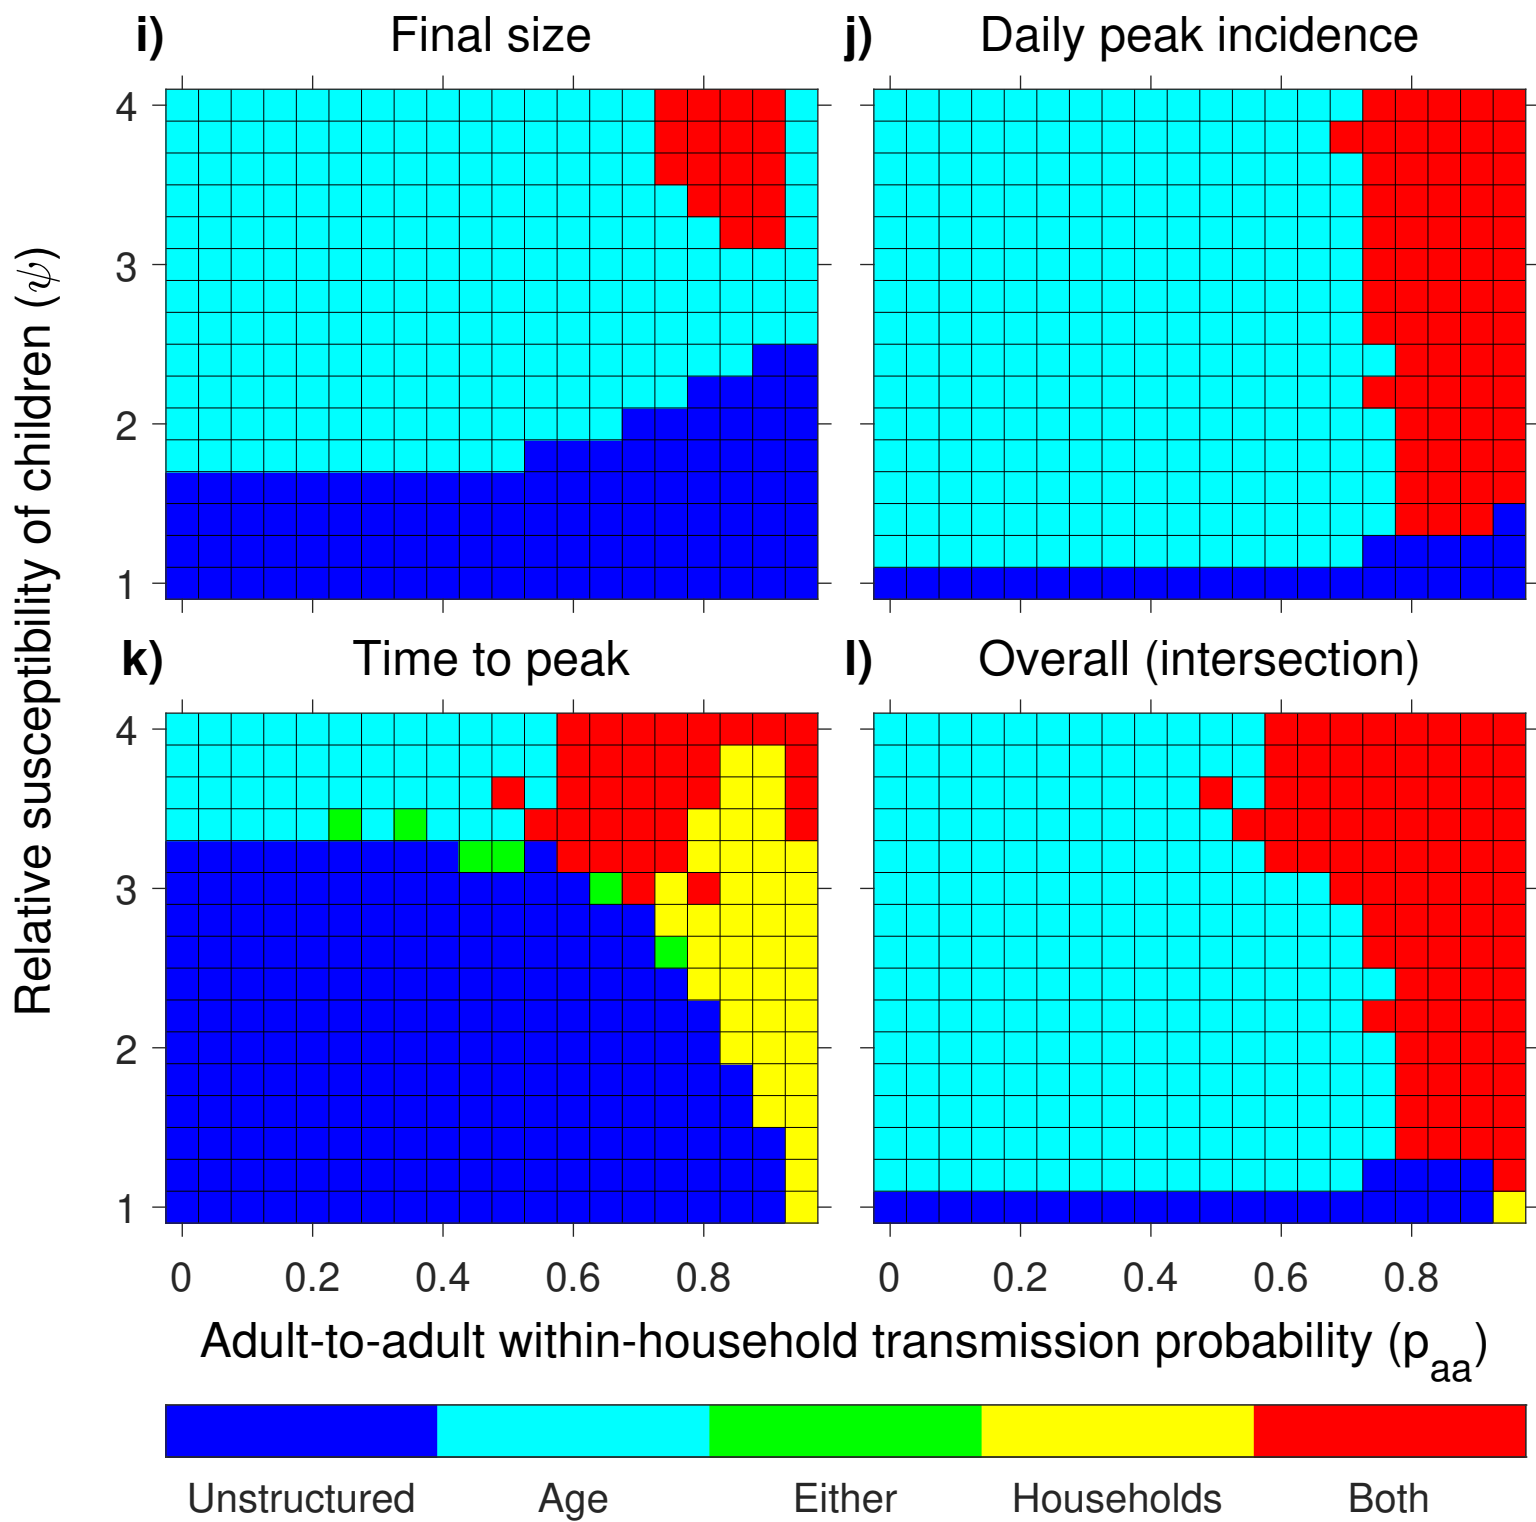 i) Final size
j) Daily peak incidence
4
3
2
1
Relative susceptibility of children (ψ)
k) Time to peak
l) Overall (intersection)
4
3
2
1
0 0.2 0.4 0.6 0.8
0 0.2 0.4 0.6 0.8
Adult-to-adult within-household transmission probability (p_aa)
Unstructured Age Either Households Both